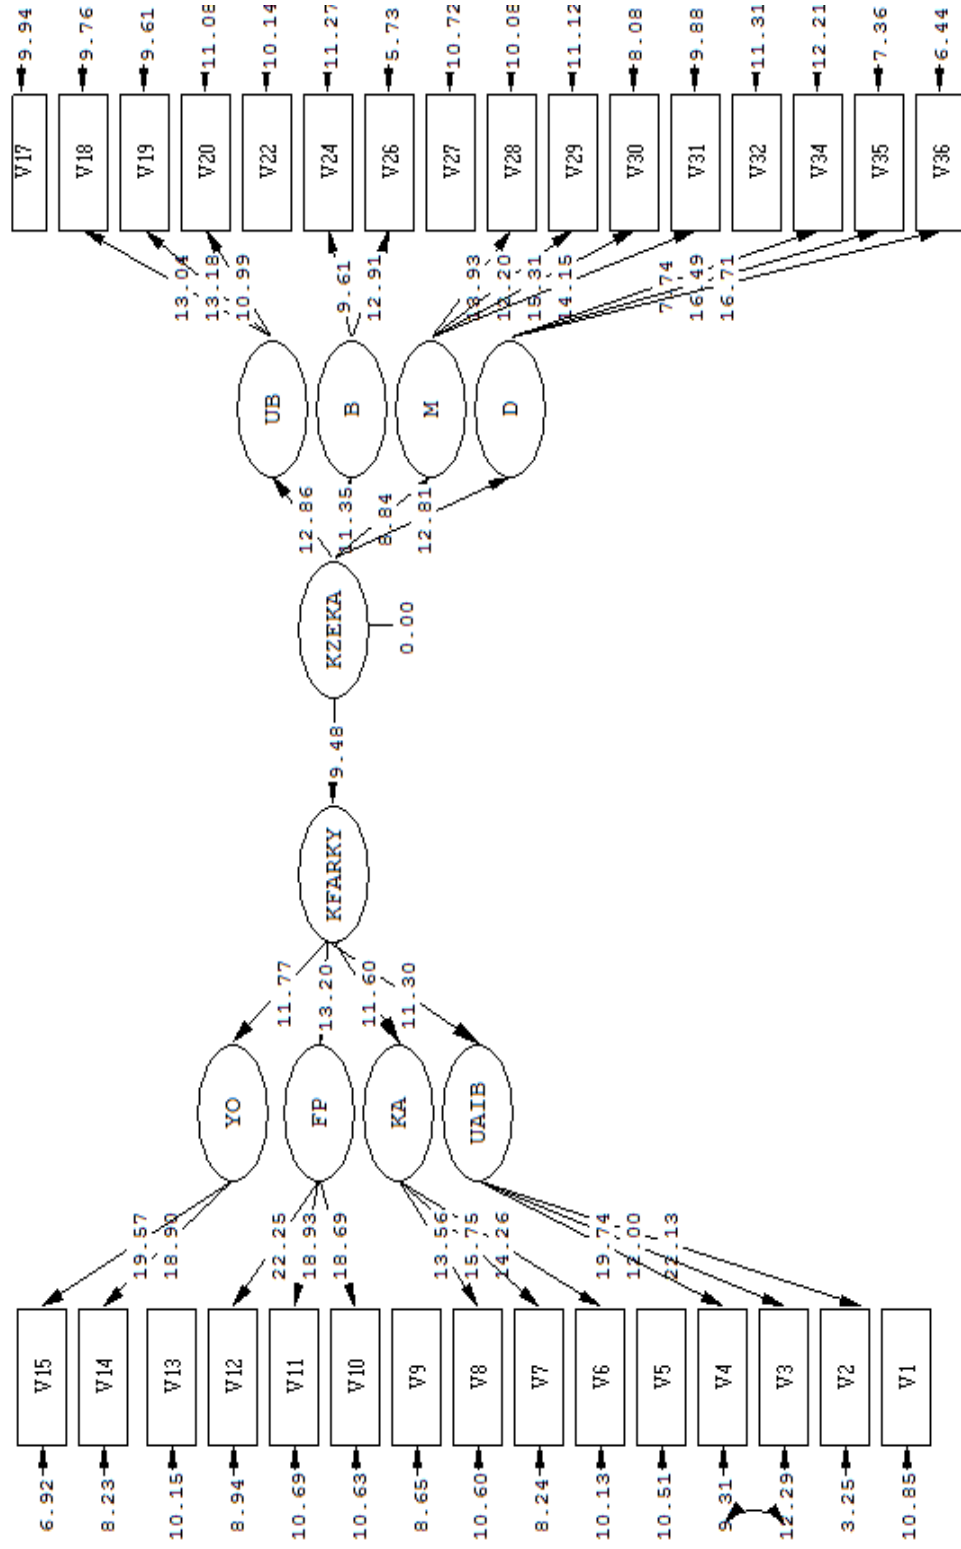 6.92
8.23
10.15
8.94
10.69
10.63
8.65
10.60
8.24
10.13
10.51
9.31
12.29
3.25
10.85
V15
V14
V13
V12
V11
V10
V9
V8
V7
V6
V5
V4
V3
V2
V1
19.57
18.90
22.25
18.93
18.69
13.56
15.75
14.26
19.74
12.00
22.13
YO
FP
KA
UAIB
11.77
13.20
11.60
11.30
KFARKY
9.48
KZEKA
0.00
12.86
11.35
8.84
12.81
UB
B
M
D
13.04
13.18
10.99
9.61
12.91
13.93
12.20
15.31
14.15
7.74
16.49
16.71
V17
V18
V19
V20
V22
V24
V26
V27
V28
V29
V30
V31
V32
V34
V35
V36
9.94
9.76
9.61
11.08
10.14
11.27
5.73
10.72
10.08
11.12
8.08
9.88
11.31
12.21
7.36
6.44